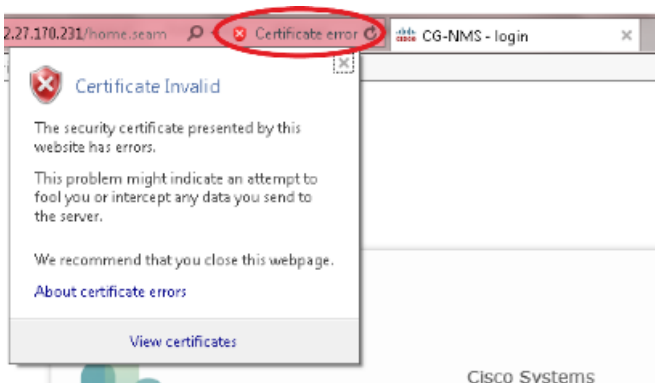 2.27.170.231/home.seam
Certificate error
CG-NMS - login
Certificate Invalid
The security certificate presented by this
website has errors.
This problem might indicate an attempt to
fool you or intercept any data you send to
the server.
We recommend that you close this webpage.
About certificate errors
View certificates
Cisco Systems